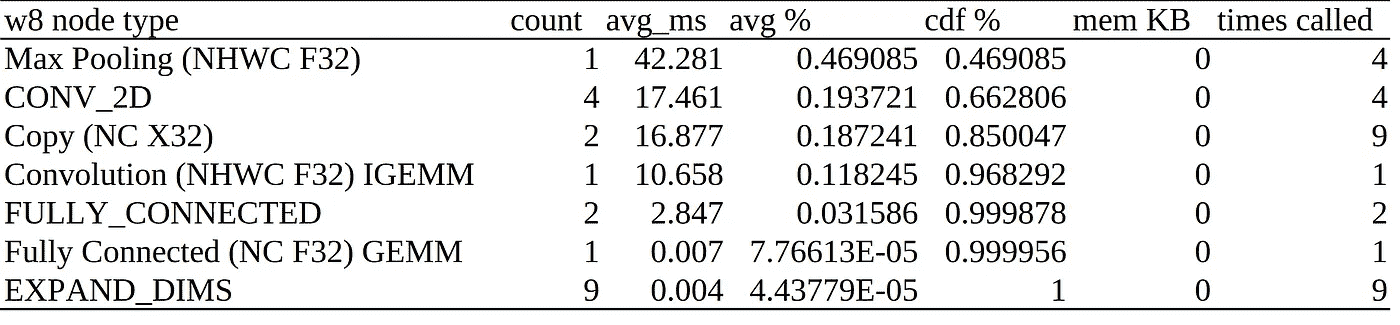 w8 node type count avg_ms avg % cdf % mem KB times called
Max Pooling (NHWC F32) 1 42.281 0.469085 0.469085 0 4
CONV_2D 4 17.461 0.193721 0.662806 0 4
Copy (NC X32) 2 16.877 0.187241 0.850047 0 9
Convolution (NHWC F32) IGEMM 1 10.658 0.118245 0.968292 0 1
FULLY_CONNECTED 2 2.847 0.031586 0.999878 0 2
Fully Connected (NC F32) GEMM 1 0.007 7.76613E-05 0.999956 0 1
EXPAND_DIMS 9 0.004 4.43779E-05 1 0 9